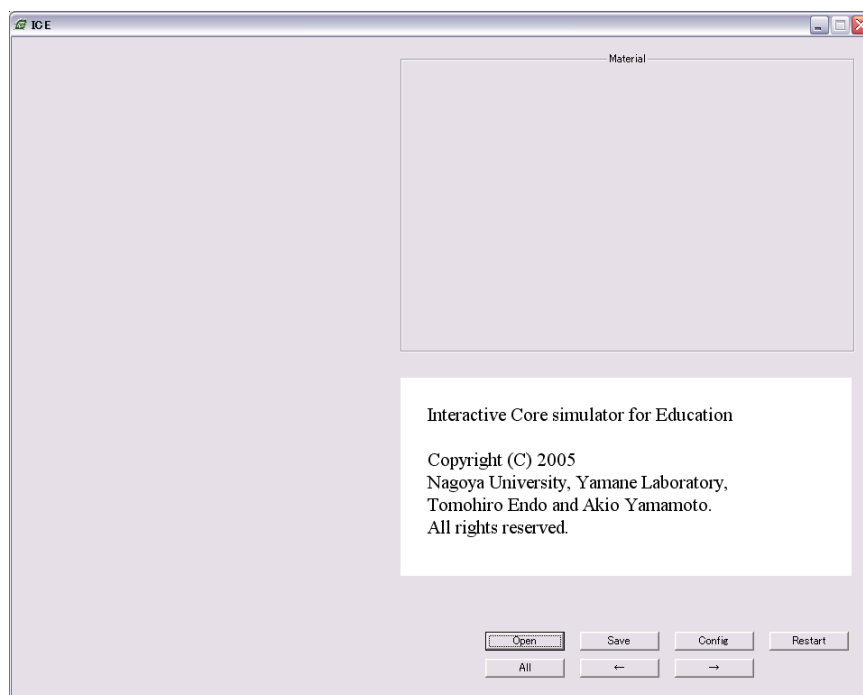 ICE
Material
Interactive Core simulator for Education
Copyright (C) 2005
Nagoya University, Yamane Laboratory,
Tomohiro Endo and Akio Yamamoto.
All rights reserved.
Open Save Config Restart
All ← →